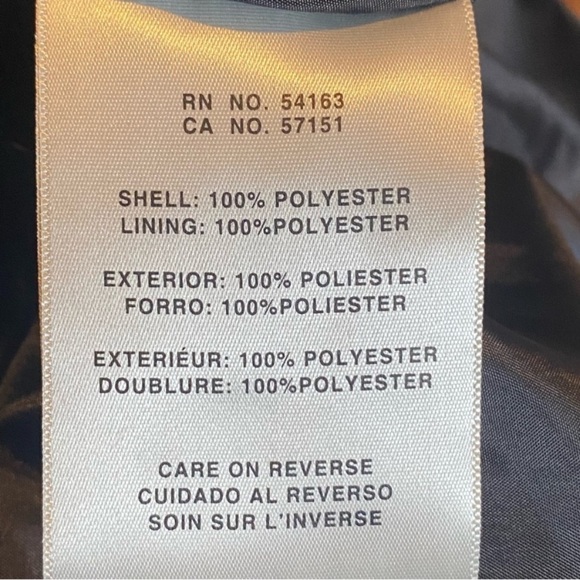 RN NO. 54163
CA NO. 57151
SHELL: 100% POLYESTER
LINING: 100%POLYESTER
EXTERIOR: 100% POLIESTER
FORRO: 100%POLIESTER
EXTERIÉUR: 100% POLYESTER
DOUBLURE: 100%POLYESTER
CARE ON REVERSE
CUIDADO AL REVERSO
SOIN SUR L'INVERSE